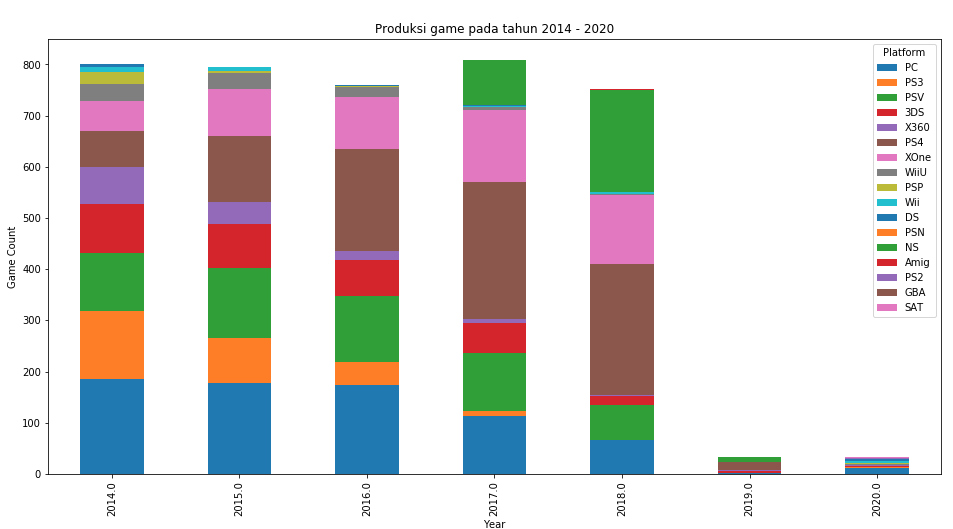 Produksi game pada tahun 2014 - 2020
Game Count
800
700
600
500
400
300
200
100
0
2014.0
2015.0
2016.0
2017.0
2018.0
2019.0
2020.0
Year
Platform
PC
PS3
PSV
3DS
X360
PS4
XOne
WiiU
PSP
Wii
DS
PSN
NS
Amig
PS2
GBA
SAT